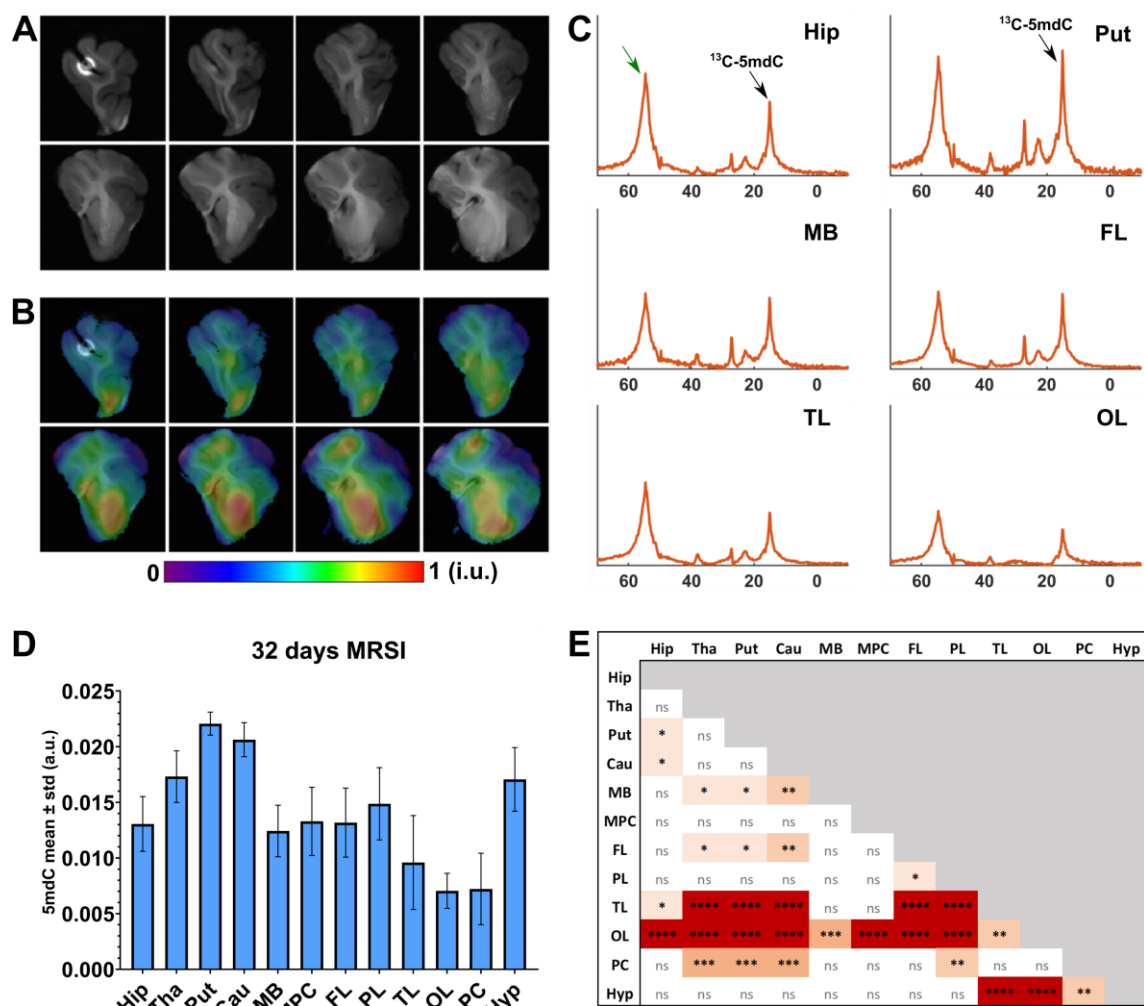 A
B
0 1 (i.u.)
C
Hip
¹³C-5mdC
60 40 20 0
Put
¹³C-5mdC
60 40 20 0
MB
60 40 20 0
FL
60 40 20 0
TL
60 40 20 0
OL
60 40 20 0
D
32 days MRSI
5mdC mean ± std (a.u.)
0.025
0.020
0.015
0.010
0.005
0.000
Hip Tha Put Cau MB FL PL TL OL PC Hyp
E
Hip Tha Put Cau MB MPC FL PL TL OL PC Hyp
Hip
Tha ns
Put * ns
Cau * ns ns
MB ns * * **
MPC ns ns ns ns ns
FL ns * * ** ns ns
PL ns ns ns ns ns ns *
TL * **** **** **** ns ns **** ****
OL **** **** **** **** *** **** **** **** **
PC ns *** *** *** ns ns ns ** ns ns
Hyp ns ns ns ns ns ns ns ns **** **** **